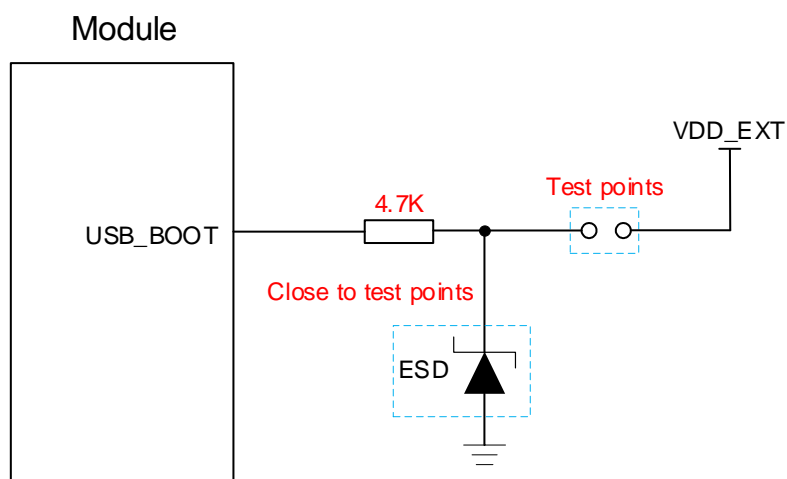 Module
VDD_EXT
Test points
4.7K
USB_BOOT
Close to test points
ESD